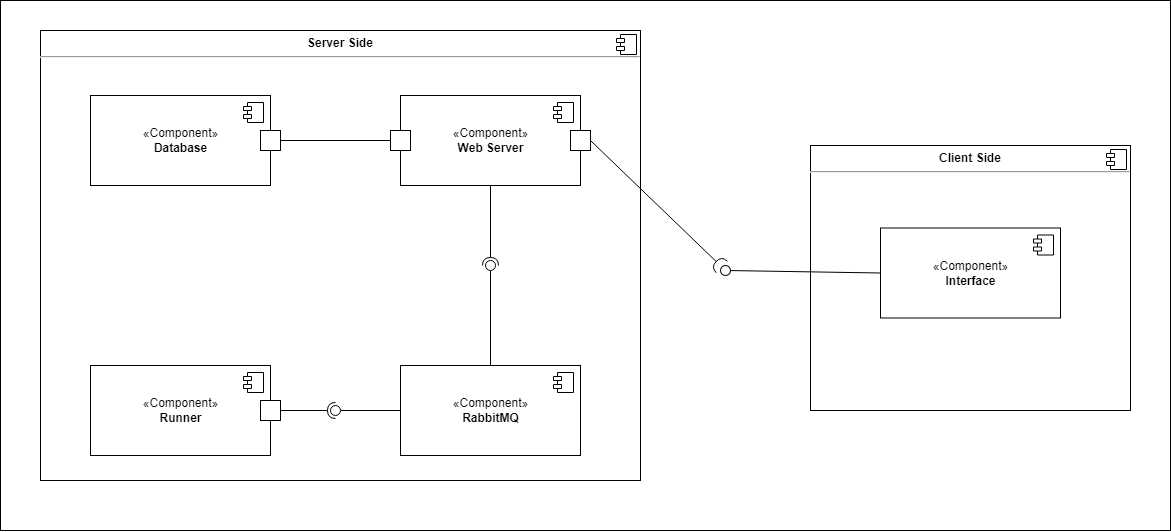 Server Side
«Component»
Database
«Component»
Web Server
Client Side
«Component»
Interface
«Component»
Runner
«Component»
RabbitMQ